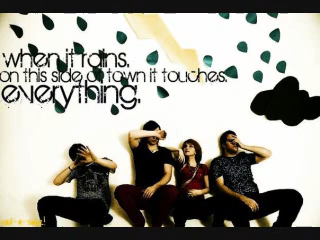 when it rains.
on this side of town it touches.
everything.